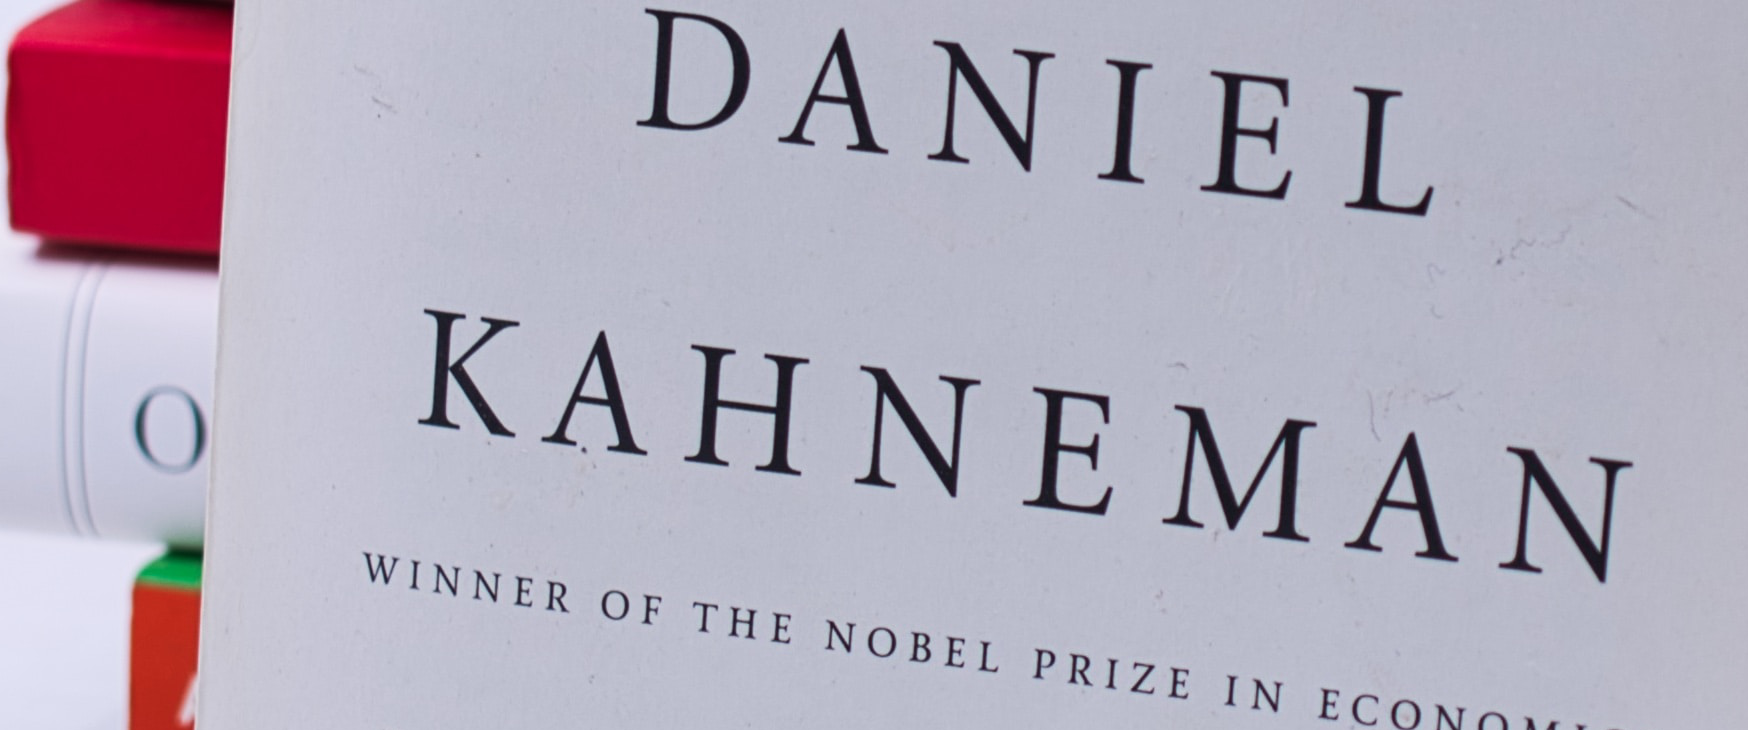 DANIEL
KAHNEMAN
WINNER OF THE NOBEL PRIZE IN
O